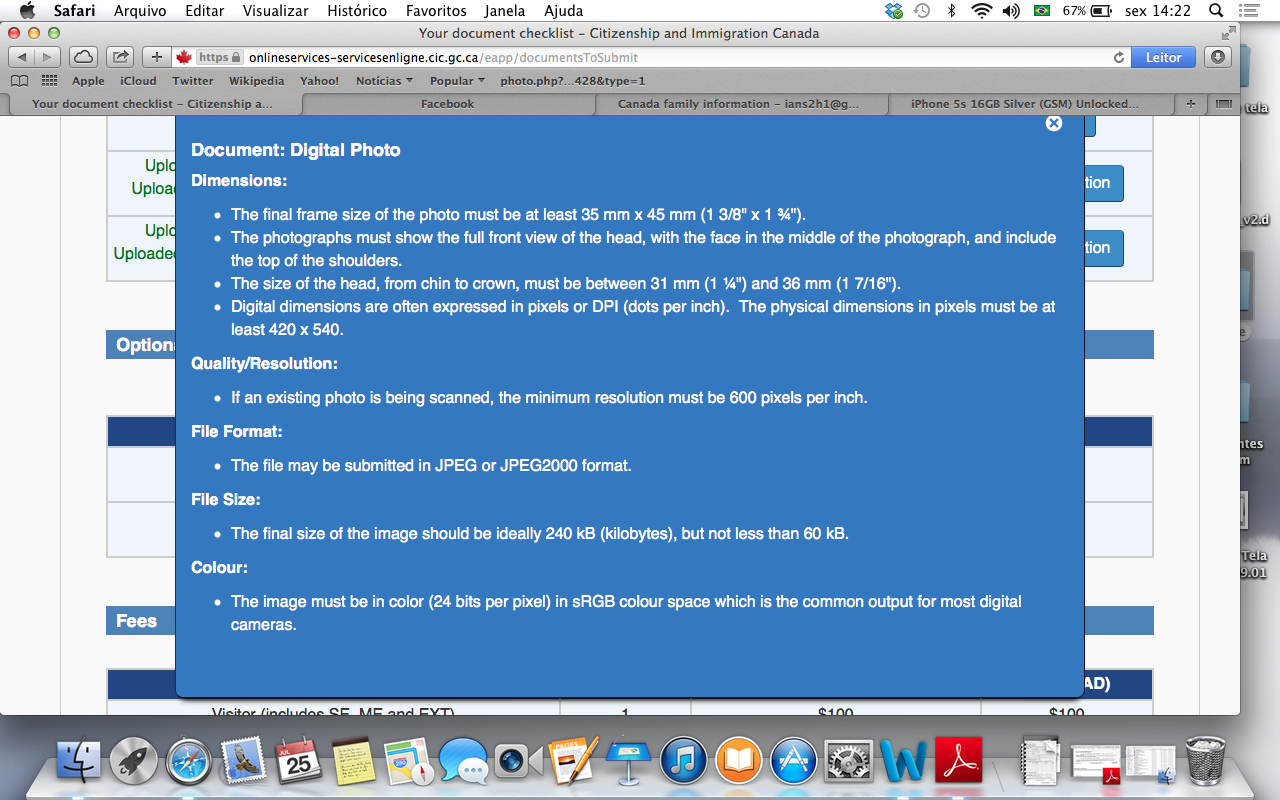 Safari Arquivo Editar Visualizar Histórico Favoritos Janela Ajuda 67% sex 14:22
Your document checklist – Citizenship and Immigration Canada
https onlineservices-servicesenligne.cic.gc.ca/eapp/documentsToSubmit Leitor
Apple iCloud Twitter Wikipedia Yahoo! Notícias Popular photo.php?...428&type=1
Your document checklist – Citizenship a... Facebook Canada family information – ians2h1@g... iPhone 5s 16GB Silver (GSM) Unlocked...
tela
Document: Digital Photo
Dimensions:
• The final frame size of the photo must be at least 35 mm x 45 mm (1 3/8" x 1 ¾").
• The photographs must show the full front view of the head, with the face in the middle of the photograph, and include
the top of the shoulders.
• The size of the head, from chin to crown, must be between 31 mm (1 ¼") and 36 mm (1 7/16").
• Digital dimensions are often expressed in pixels or DPI (dots per inch).  The physical dimensions in pixels must be at
least 420 x 540.
Quality/Resolution:
• If an existing photo is being scanned, the minimum resolution must be 600 pixels per inch.
File Format:
• The file may be submitted in JPEG or JPEG2000 format.
File Size:
• The final size of the image should be ideally 240 kB (kilobytes), but not less than 60 kB.
Colour:
• The image must be in color (24 bits per pixel) in sRGB colour space which is the common output for most digital
cameras.
Uplo
Uploa
tion
_v2.d
Uplo
Uploade
tion
e
Option
ntes
m
Tela
9.01
Fees
AD)
Visitor (includes SE, ME and EXT) 1 $100 $100
JUL
25
PAGES
280